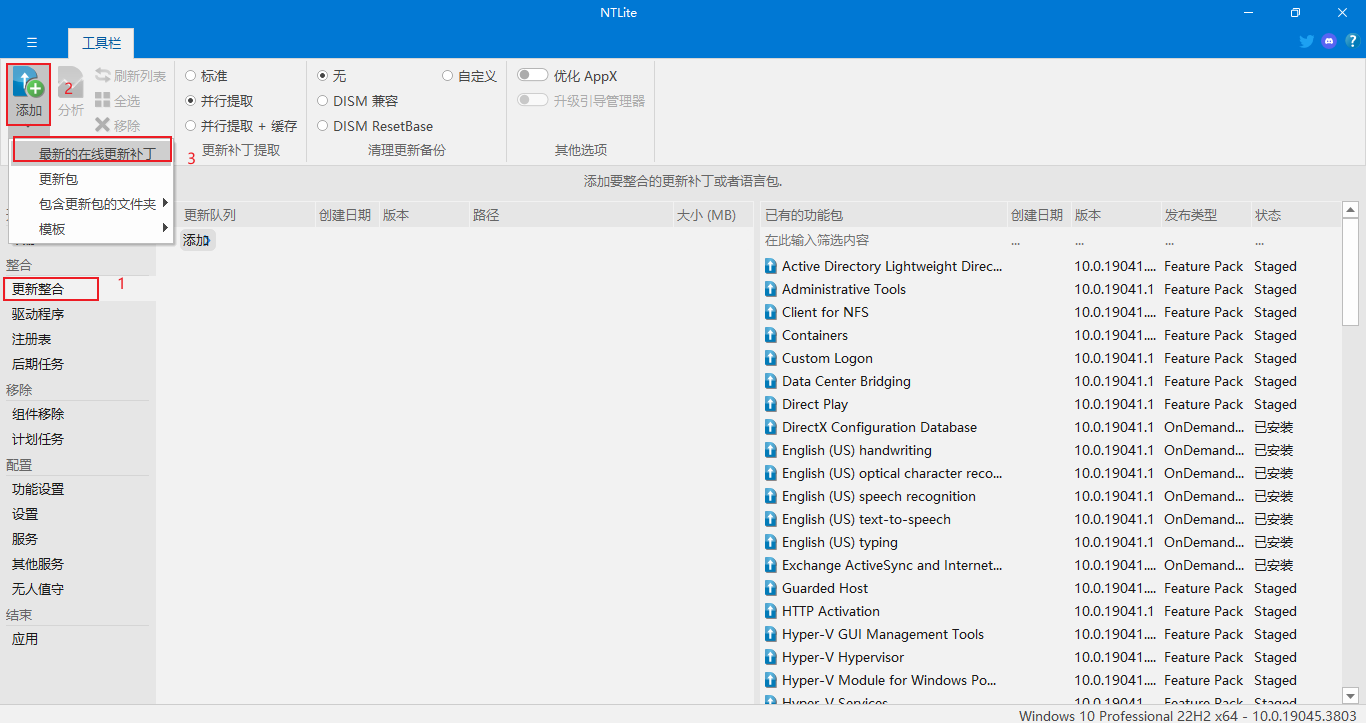 NTLite
工具栏
添加
2
分析
刷新列表
全选
移除
标准
并行提取
并行提取 + 缓存
更新补丁提取
无
自定义
DISM 兼容
DISM ResetBase
清理更新备份
优化 AppX
升级引导管理器
其他选项
最新的在线更新补丁
3
更新包
包含更新包的文件夹
模板
添加要整合的更新补丁或者语言包.
整合
更新整合
1
驱动程序
注册表
后期任务
移除
组件移除
计划任务
配置
功能设置
设置
服务
其他服务
无人值守
结束
应用
更新队列 创建日期 版本 路径 大小 (MB)
添加
已有的功能包 创建日期 版本 发布类型 状态
在此输入筛选内容 ... ... ... ...
Active Directory Lightweight Direc... 10.0.19041.... Feature Pack Staged
Administrative Tools 10.0.19041.... Feature Pack Staged
Client for NFS 10.0.19041.... Feature Pack Staged
Containers 10.0.19041.... Feature Pack Staged
Custom Logon 10.0.19041.1 Feature Pack Staged
Data Center Bridging 10.0.19041.1 Feature Pack Staged
Direct Play 10.0.19041.1 Feature Pack Staged
DirectX Configuration Database 10.0.19041.1 OnDemand... 已安装
English (US) handwriting 10.0.19041.1 OnDemand... 已安装
English (US) optical character reco... 10.0.19041.1 OnDemand... 已安装
English (US) speech recognition 10.0.19041.1 OnDemand... 已安装
English (US) text-to-speech 10.0.19041.1 OnDemand... 已安装
English (US) typing 10.0.19041.1 OnDemand... 已安装
Exchange ActiveSync and Internet... 10.0.19041.... OnDemand... 已安装
Guarded Host 10.0.19041.... Feature Pack Staged
HTTP Activation 10.0.19041.1 Feature Pack Staged
Hyper-V GUI Management Tools 10.0.19041.... Feature Pack Staged
Hyper-V Hypervisor 10.0.19041.... Feature Pack Staged
Hyper-V Module for Windows Po... 10.0.19041.... Feature Pack Staged
Hyper-V Services 10.0.19041.... Feature Pack Staged
Windows 10 Professional 22H2 x64 - 10.0.19045.3803